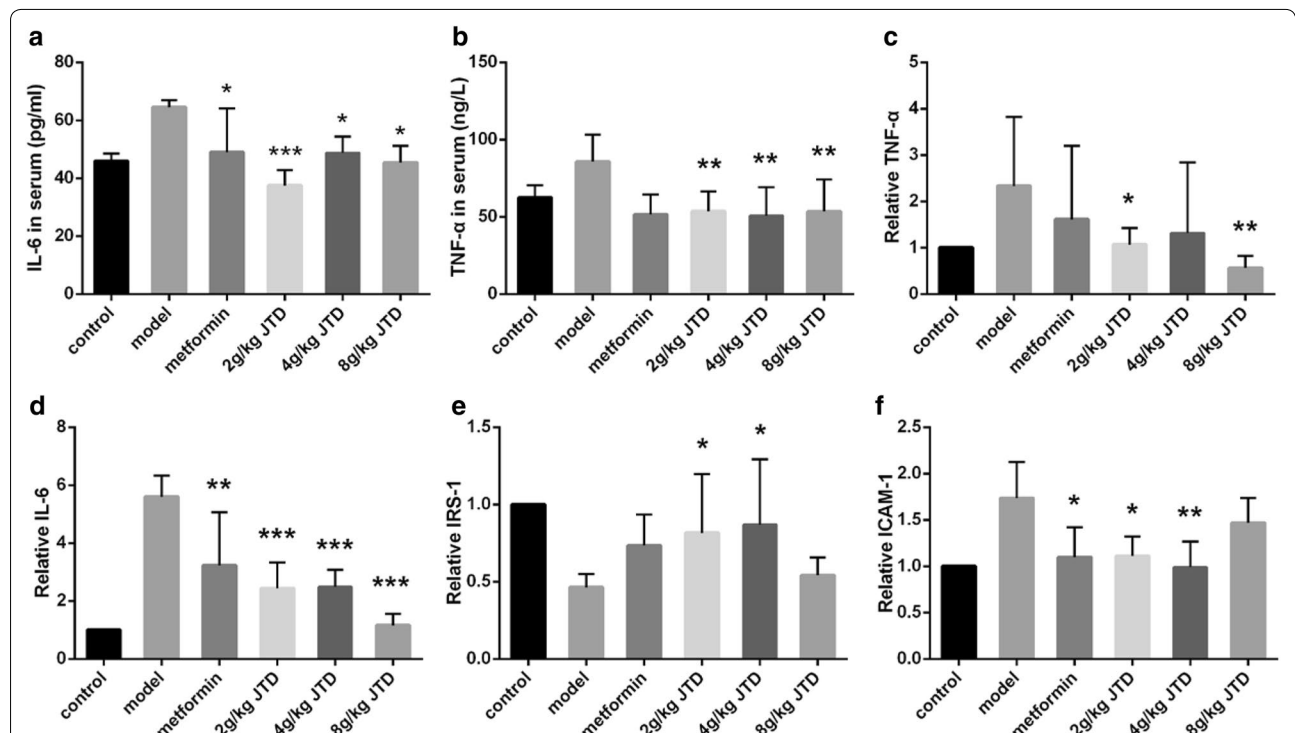 a
IL-6 in serum (pg/ml)
80
60
40
20
0
*
***
*
*
control
model
metformin
2g/kg JTD
4g/kg JTD
8g/kg JTD
b
TNF-α in serum (ng/L)
150
100
50
0
**
**
**
control
model
metformin
2g/kg JTD
4g/kg JTD
8g/kg JTD
c
Relative TNF-α
5
4
3
2
1
0
*
**
control
model
metformin
2g/kg JTD
4g/kg JTD
8g/kg JTD
d
Relative IL-6
8
6
4
2
0
**
***
***
***
control
model
metformin
2g/kg JTD
4g/kg JTD
8g/kg JTD
e
Relative IRS-1
1.5
1.0
0.5
0.0
*
*
control
model
metformin
2g/kg JTD
4g/kg JTD
8g/kg JTD
f
Relative ICAM-1
2.5
2.0
1.5
1.0
0.5
0.0
*
*
**
control
model
metformin
2g/kg JTD
4g/kg JTD
8g/kg JTD